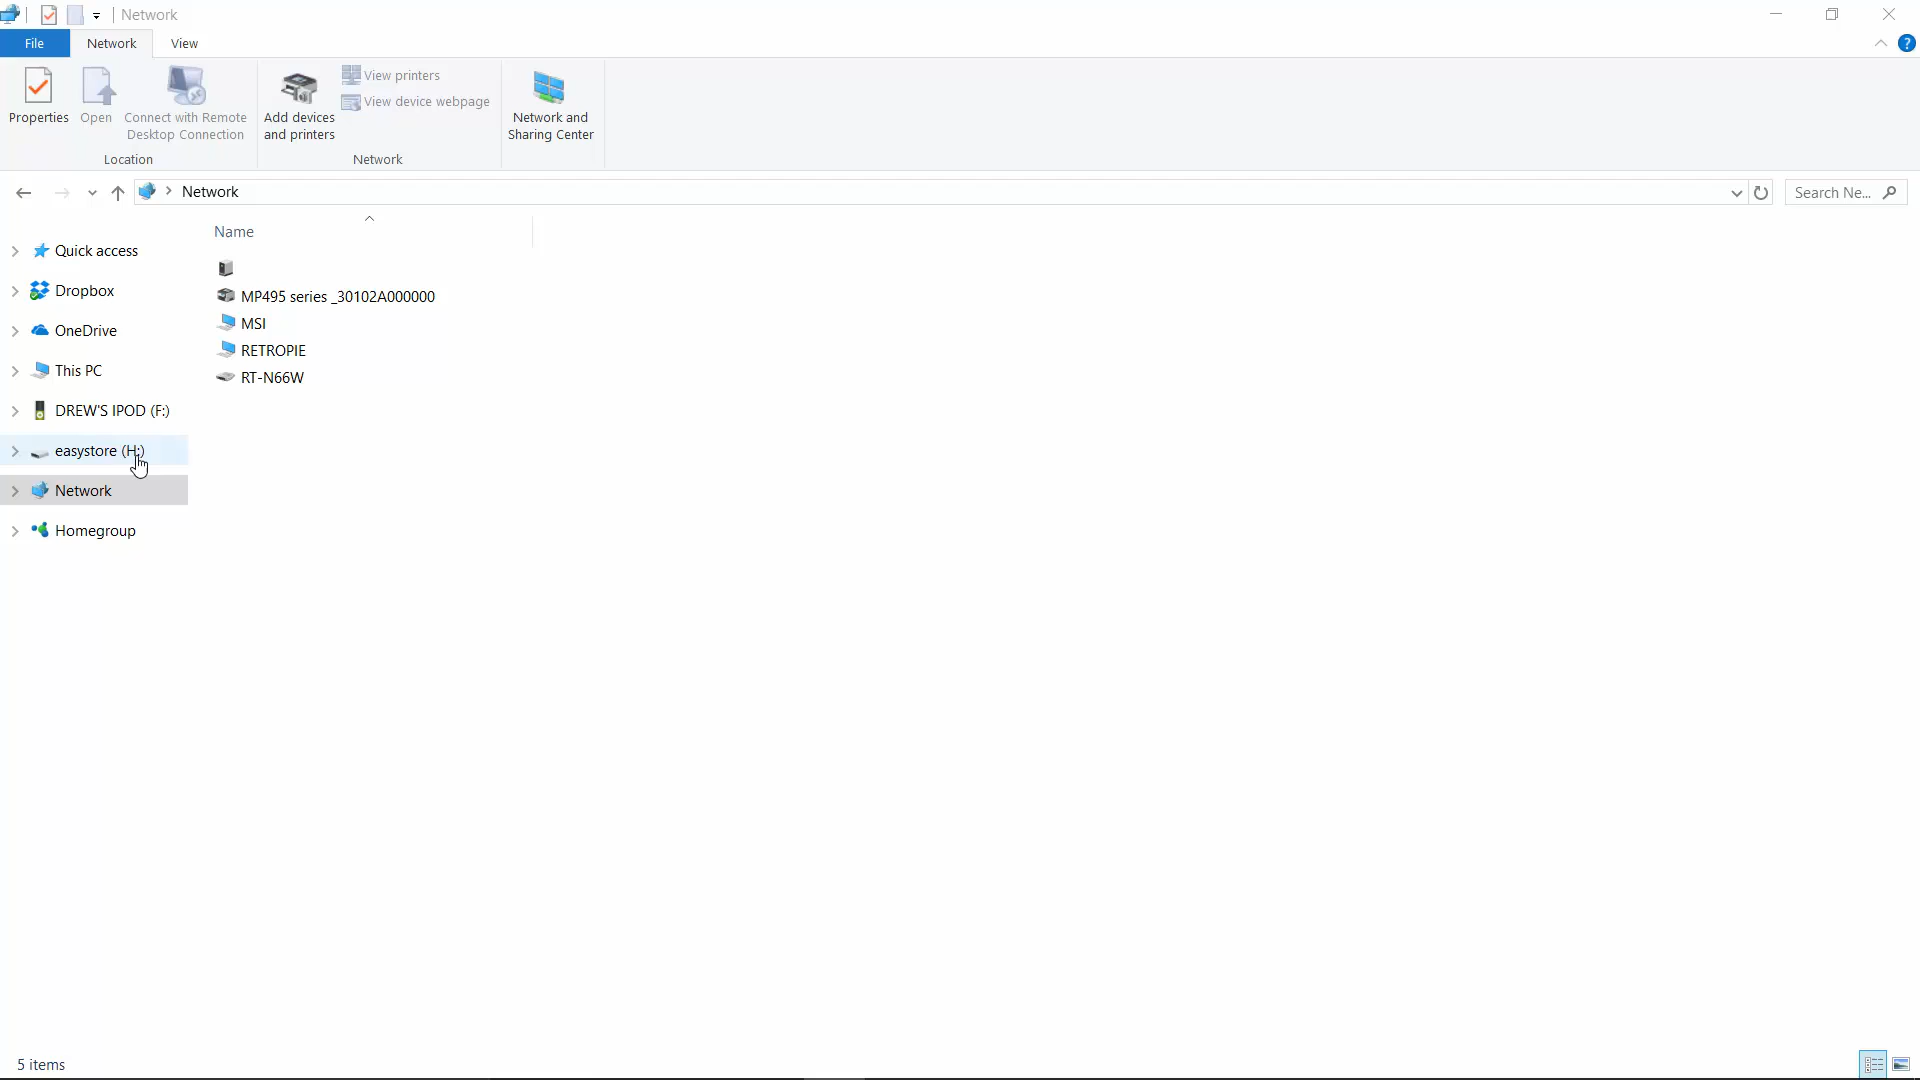 Network
File
Network
View
Properties
Open
Connect with Remote
Desktop Connection
Add devices
and printers
View printers
View device webpage
Network and
Sharing Center
Location
Network
Network
Search Ne...
Name
Quick access
Dropbox
OneDrive
This PC
DREW'S IPOD (F:)
easystore (H:)
Network
Homegroup
MP495 series _30102A000000
MSI
RETROPIE
RT-N66W
5 items